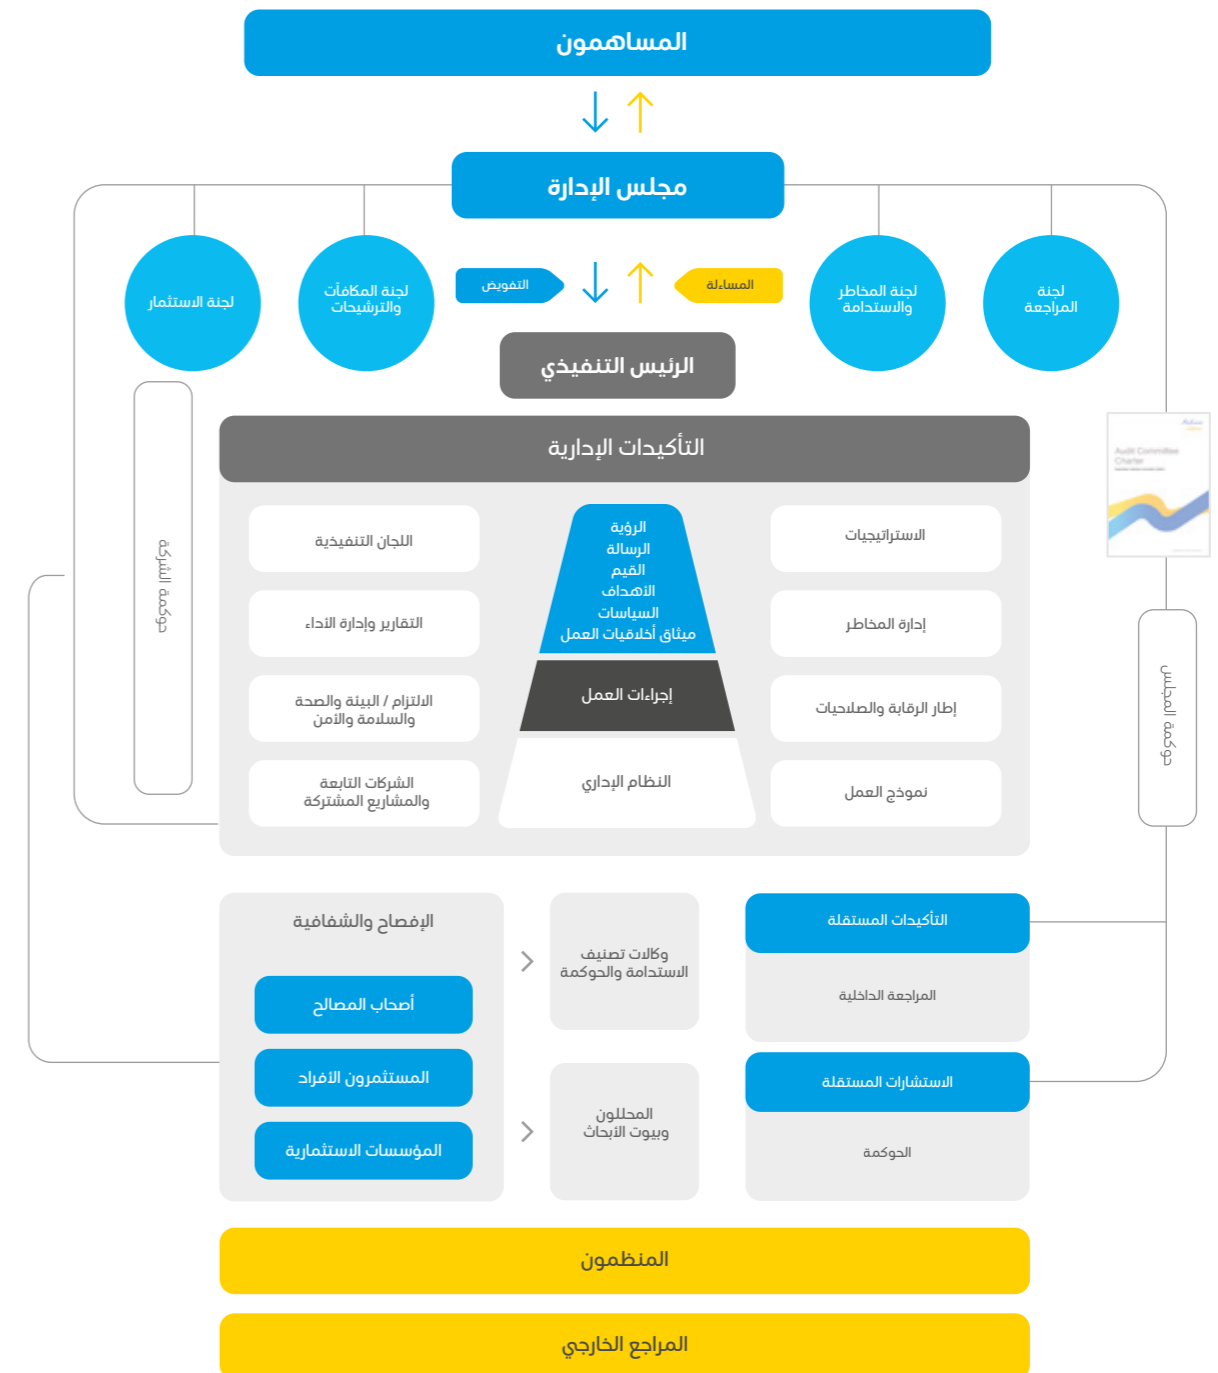 المساهمون
مجلس الإدارة
لجنة
المراجعة
لجنة المخاطر
والاستدامة
المساءلة
التفويض
لجنة المكافآت
والترشيحات
لجنة الاستثمار
الرئيس التنفيذي
التأكيدات الإدارية
الاستراتيجيات
إدارة المخاطر
إطار الرقابة والصلاحيات
نموذج العمل
الرؤية
الرسالة
القيم
الأهداف
السياسات
ميثاق أخلاقيات العمل
إجراءات العمل
النظام الإداري
اللجان التنفيذية
التقارير وإدارة الأداء
الالتزام / البيئة والصحة
والسلامة والأمن
الشركات التابعة
والمشاريع المشتركة
Audit Committee
Charter
حوكمة المجلس
حوكمة الشركة
التأكيدات المستقلة
المراجعة الداخلية
الاستشارات المستقلة
الحوكمة
وكالات تصنيف
الاستدامة والحوكمة
المحللون
وبيوت الأبحاث
الإفصاح والشفافية
أصحاب المصالح
المستثمرون الأفراد
المؤسسات الاستثمارية
المنظمون
المراجع الخارجي